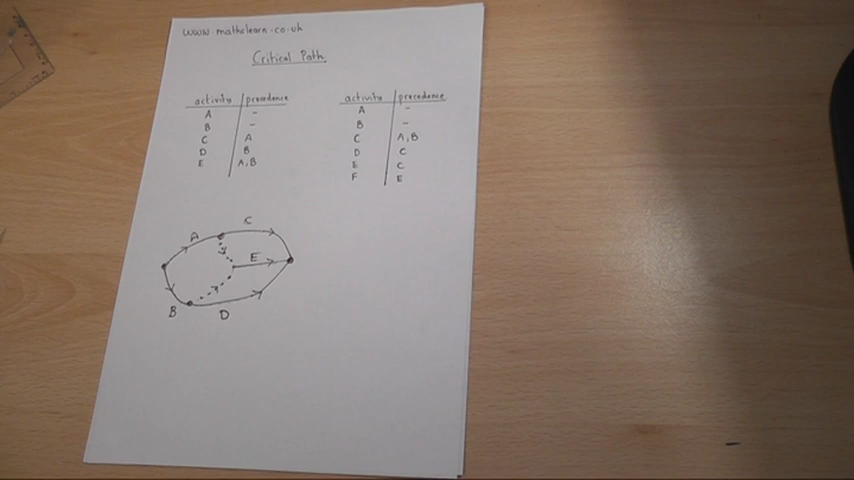 www.mathslearn.co.uk
Critical Path
activity precedence
A -
B -
C A
D B
E A,B
activity precedence
A -
B -
C A,B
D C
E C
F E
A
C
E
B
D